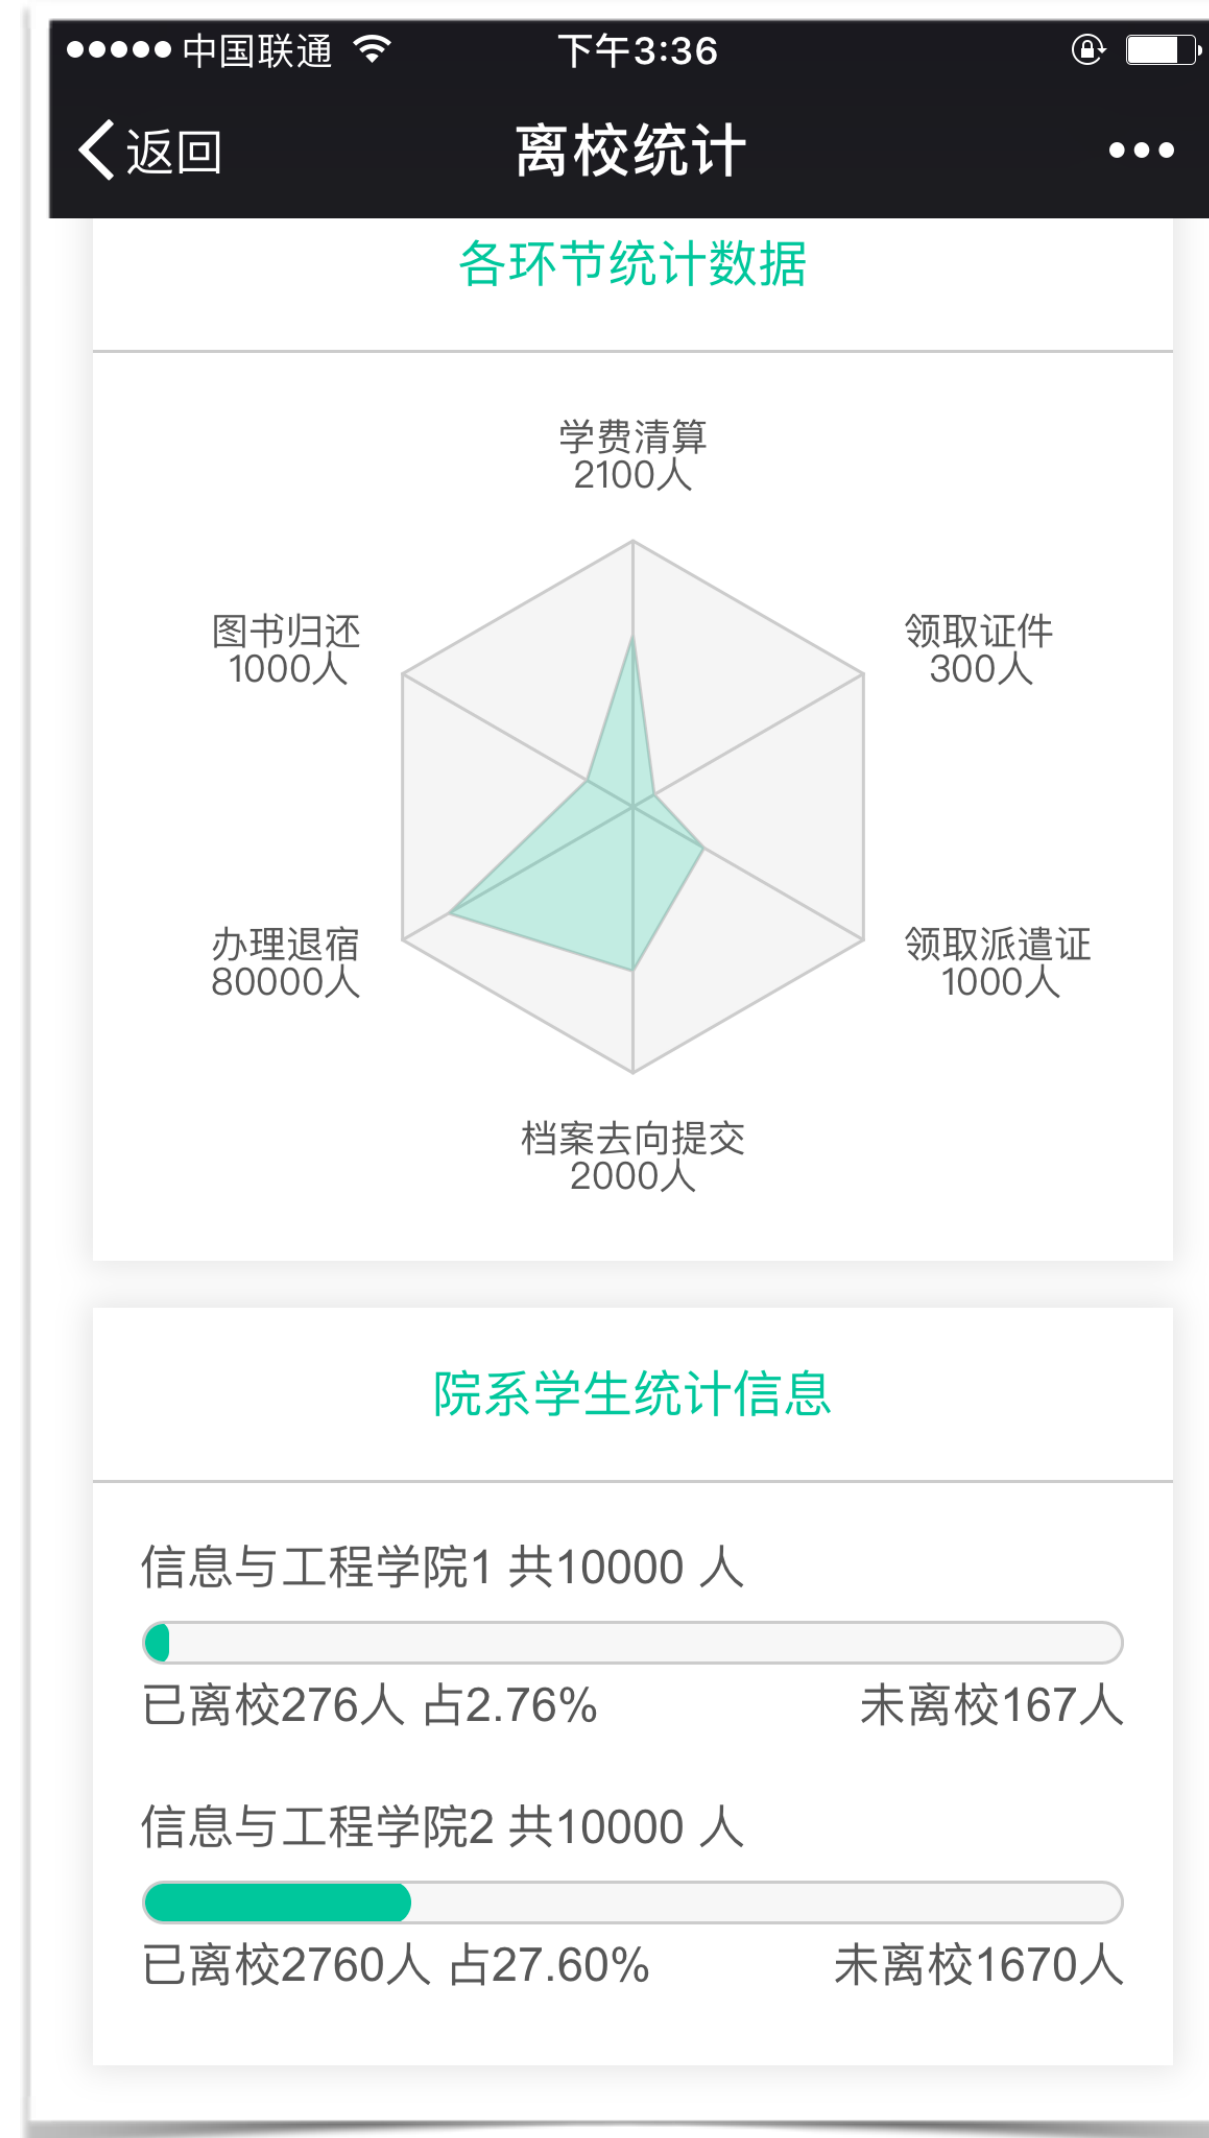 中国联通 下午3:36
返回 离校统计
各环节统计数据
学费清算
2100人
图书归还
1000人
领取证件
300人
办理退宿
80000人
领取派遣证
1000人
档案去向提交
2000人
院系学生统计信息
信息与工程学院1 共10000 人
已离校276人 占2.76% 未离校167人
信息与工程学院2 共10000 人
已离校2760人 占27.60% 未离校1670人